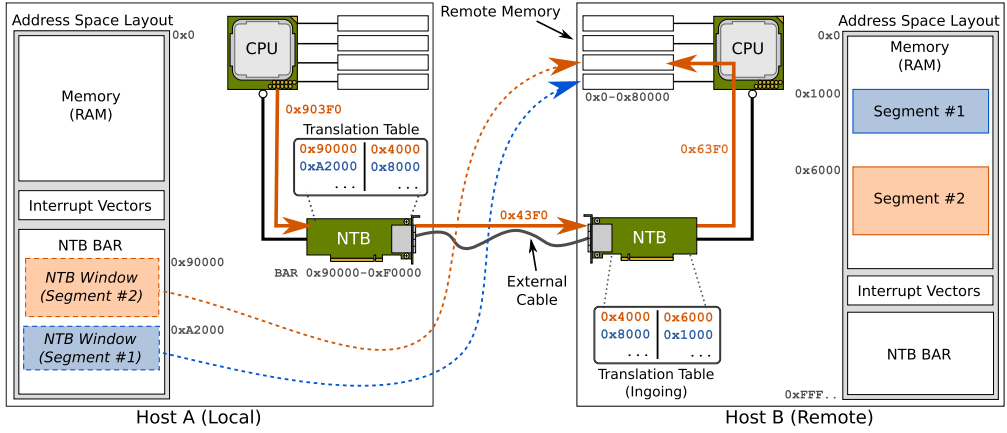 Address Space Layout
0x0
Memory
(RAM)
Interrupt Vectors
NTB BAR
0x90000
NTB Window
(Segment #2)
0xA2000
NTB Window
(Segment #1)
CPU
0x903F0
Translation Table
0x90000 0x4000
0xA2000 0x8000
... ...
NTB
BAR 0x90000-0xF0000
Host A (Local)
Remote Memory
0x43F0
External
Cable
CPU
0x0-0x80000
0x63F0
NTB
0x4000 0x6000
0x8000 0x1000
... ...
Translation Table
(Ingoing)
Address Space Layout
0x0
Memory
(RAM)
0x1000
Segment #1
0x6000
Segment #2
Interrupt Vectors
NTB BAR
0xFFF..
Host B (Remote)